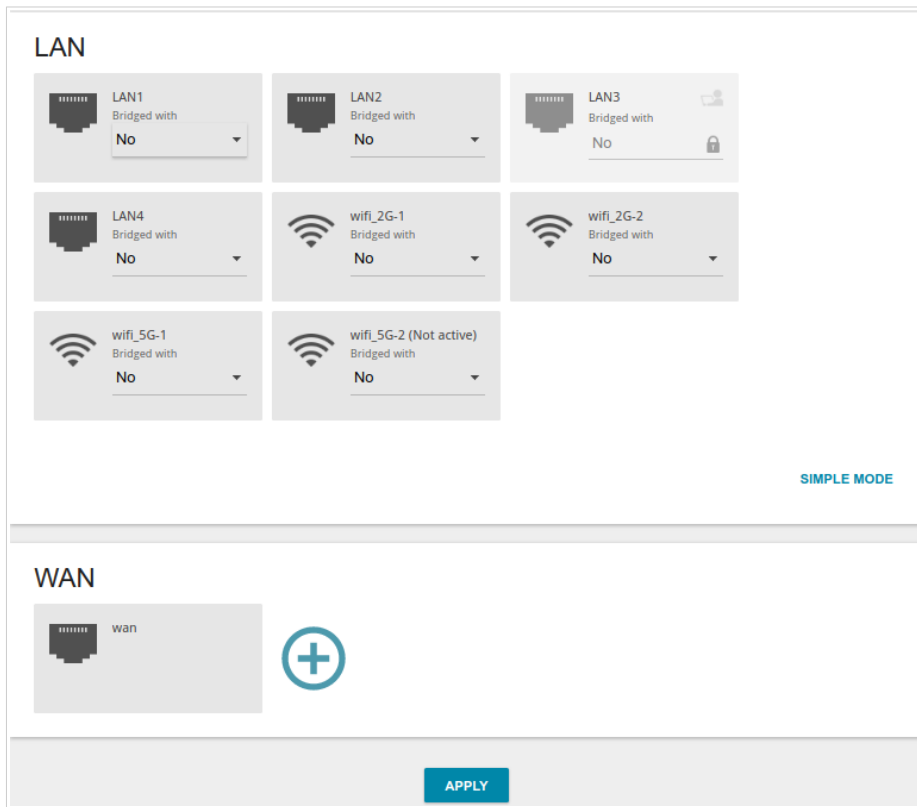 LAN
LAN1
Bridged with
No
LAN2
Bridged with
No
LAN3
Bridged with
No
LAN4
Bridged with
No
wifi_2G-1
Bridged with
No
wifi_2G-2
Bridged with
No
wifi_5G-1
Bridged with
No
wifi_5G-2 (Not active)
Bridged with
No
SIMPLE MODE
WAN
wan
APPLY